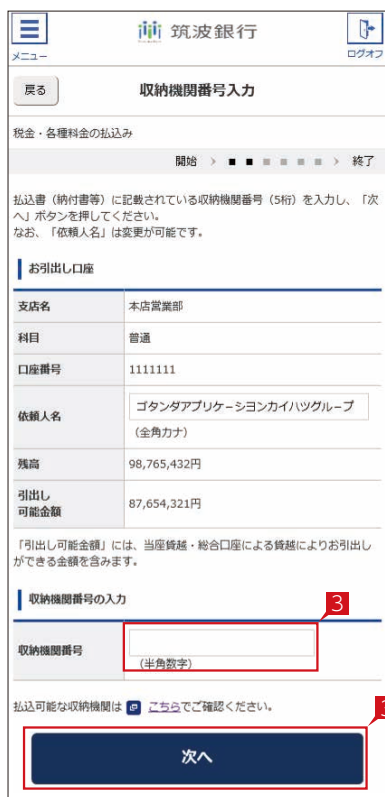 メニュー
筑波銀行
ログオフ
戻る
収納機関番号入力
税金・各種料金の払込み
開始 > ■ ■ ■ ■ ■ ■ > 終了
払込書（納付書等）に記載されている収納機関番号（5桁）を入力し、「次
へ」ボタンを押してください。
なお、「依頼人名」は変更が可能です。
お引出し口座
支店名 本店営業部
科目 普通
口座番号 1111111
依頼人名 ゴタンダアプリケーシヨンカイハツグループ
（全角カナ）
残高 98,765,432円
引出し
可能金額 87,654,321円
「引出し可能金額」には、当座貸越・総合口座による貸越によりお引出し
ができる金額を含みます。
収納機関番号の入力
3
収納機関番号
（半角数字）
払込可能な収納機関は こちらでご確認ください。
次へ